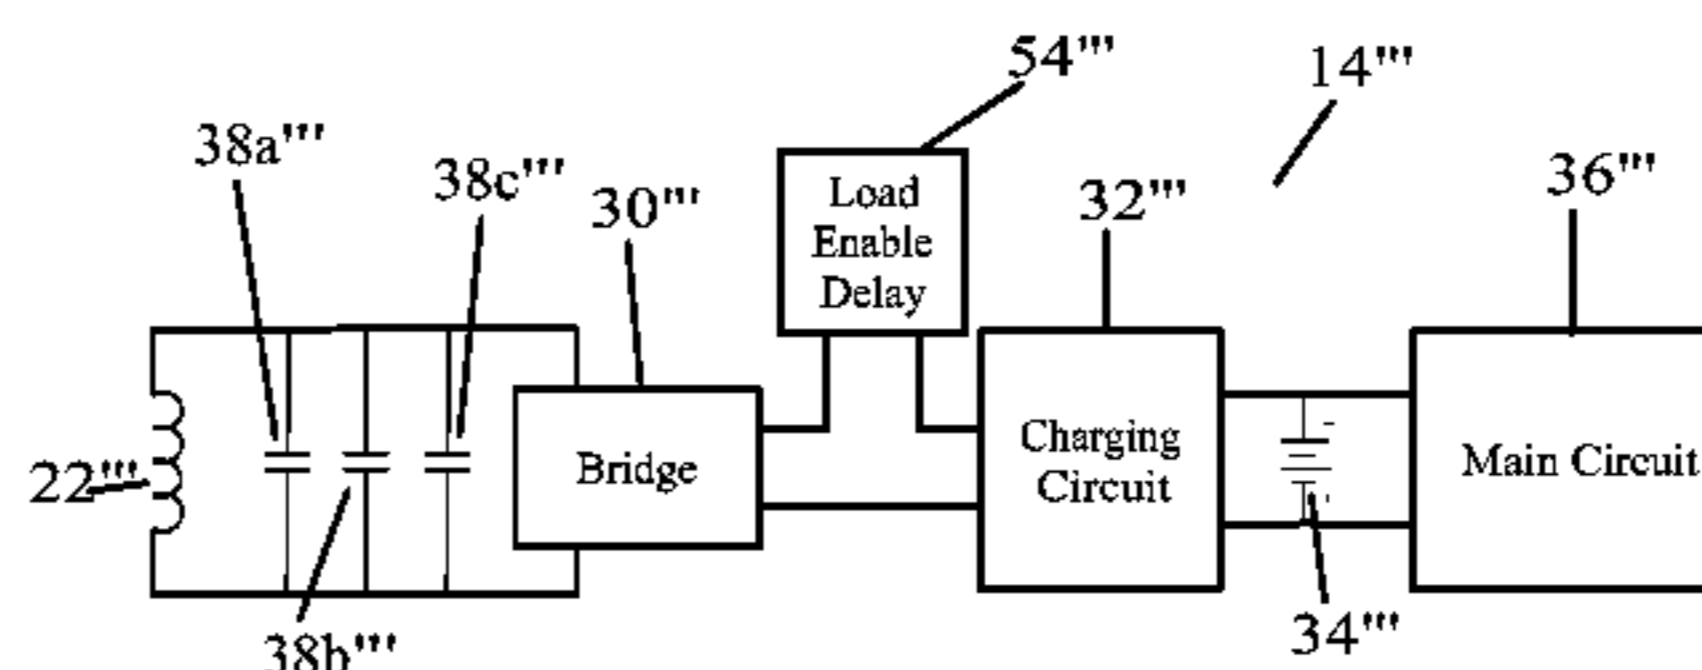 54'''
14'''
38a'''
38c'''
30'''
32'''
36'''
Load
Enable
Delay
22'''
Bridge
Charging
Circuit
Main Circuit
-
34'''
38b'''